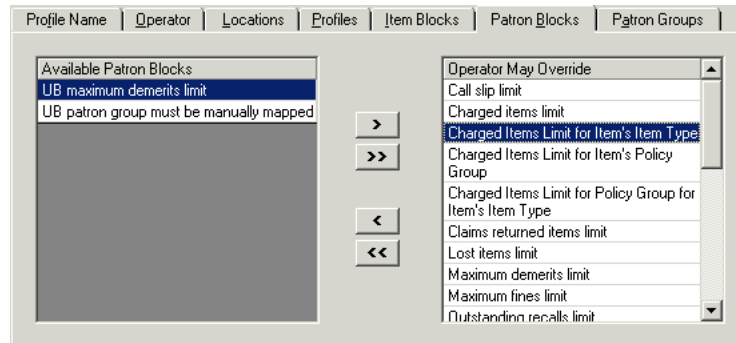 Profile Name Operator Locations Profiles Item Blocks Patron Blocks Patron Groups
Available Patron Blocks
UB maximum demerits limit
UB patron group must be manually mapped
>
>>
<
<<
Operator May Override
Call slip limit
Charged items limit
Charged Items Limit for Item's Item Type
Charged Items Limit for Item's Policy
Group
Charged Items Limit for Policy Group for
Item's Item Type
Claims returned items limit
Lost items limit
Maximum demerits limit
Maximum fines limit
Outstanding recalls limit